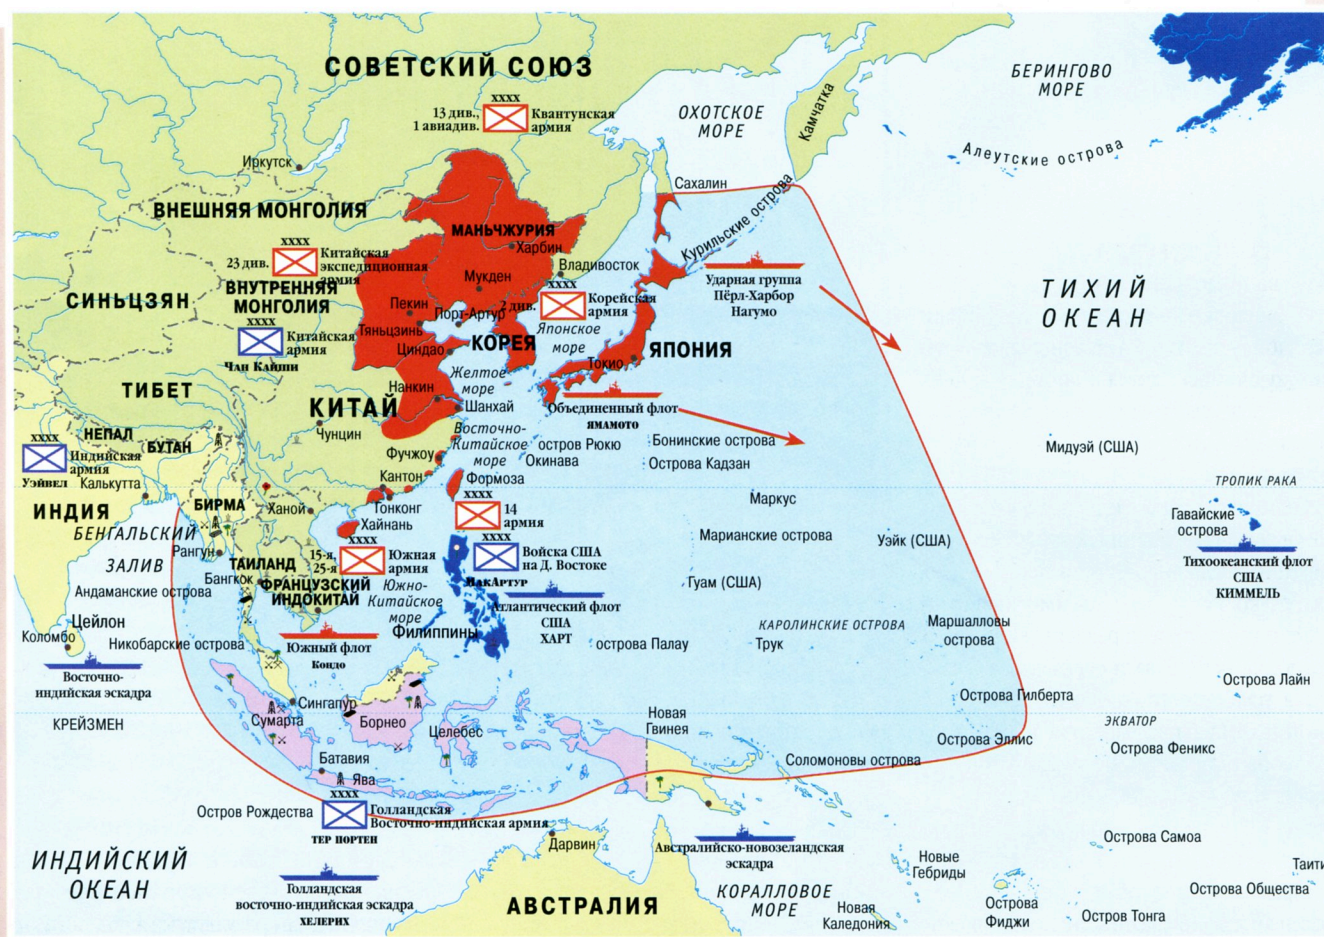 СОВЕТСКИЙ СОЮЗ
БЕРИНГОВО
МОРЕ
ОХОТСКОЕ
МОРЕ
Камчатка
XXXX
13 див.,
1 авиадив.
Квантунская
армия
Алеутские острова
Иркутск
Сахалин
ВНЕШНЯЯ МОНГОЛИЯ
Курильские острова
МАНЬЧЖУРИЯ
Харбин
XXXX
23 див.
Китайская
экспедиционная
армия
Владивосток
Мукден
Ударная группа
Пёрл-Харбор
Нагумо
ТИХИЙ
ОКЕАН
СИНЬЦЗЯН
ВНУТРЕННЯЯ
МОНГОЛИЯ
XXXX
2 див.
Корейская
армия
Пекин
Порт-Артур
Тяньцзинь
XXXX
Китайская
армия
Чан Кайши
Циндао
КОРЕЯ
Японское
море
ЯПОНИЯ
Токио
ТИБЕТ
Желтое
море
Нанкин
КИТАЙ
Шанхай
Объединенный флот
ЯМАМОТО
Чунцин
Восточно-
Китайское
море
остров Рюкю
Окинава
Бонинские острова
Острова Кадзан
Мидуэй (США)
XXXX
НЕПАЛ
БУТАН
Индийская
армия
Уэйвел
Калькутта
Фучжоу
Кантон
Формоза
Гонконг
Маркус
ТРОПИК РАКА
ИНДИЯ
БИРМА
Ханой
Хайнань
XXXX
14
армия
Гавайские
острова
БЕНГАЛЬСКИЙ
ЗАЛИВ
Рангун
Марианские острова
Уэйк (США)
XXXX
15-я,
25-я
Южная
армия
XXXX
Войска США
на Д. Востоке
МакАртур
Тихоокеанский флот
США
КИММЕЛЬ
ТАИЛАНД
Бангкок
ФРАНЦУЗСКИЙ
ИНДОКИТАЙ
Андаманские острова
Южно-
Китайское
море
Гуам (США)
Атлантический флот
США
ХАРТ
Цейлон
Коломбо
Никобарские острова
Филиппины
Южный флот
Кондо
острова Палау
КАРОЛИНСКИЕ ОСТРОВА
Трук
Маршалловы
острова
Восточно-
индийская эскадра
Острова Лайн
Острова Гилберта
Сингапур
Сумарта
Борнео
Целебес
Новая
Гвинея
КРЕЙЗМЕН
ЭКВАТОР
Острова Эллис
Острова Феникс
Батавия
Соломоновы острова
Ява
XXXX
Остров Рождества
Голландская
Восточно-индийская армия
ТЕР ПОРТЕН
Дарвин
Австралийско-новозеландская
эскадра
Острова Самоа
ИНДИЙСКИЙ
ОКЕАН
Новые
Гебриды
Таити
Голландская
восточно-индийская эскадра
ХЕЛЕРИХ
АВСТРАЛИЯ
КОРАЛЛОВОЕ
МОРЕ
Новая
Каледония
Острова
Фиджи
Острова Общества
Остров Тонга